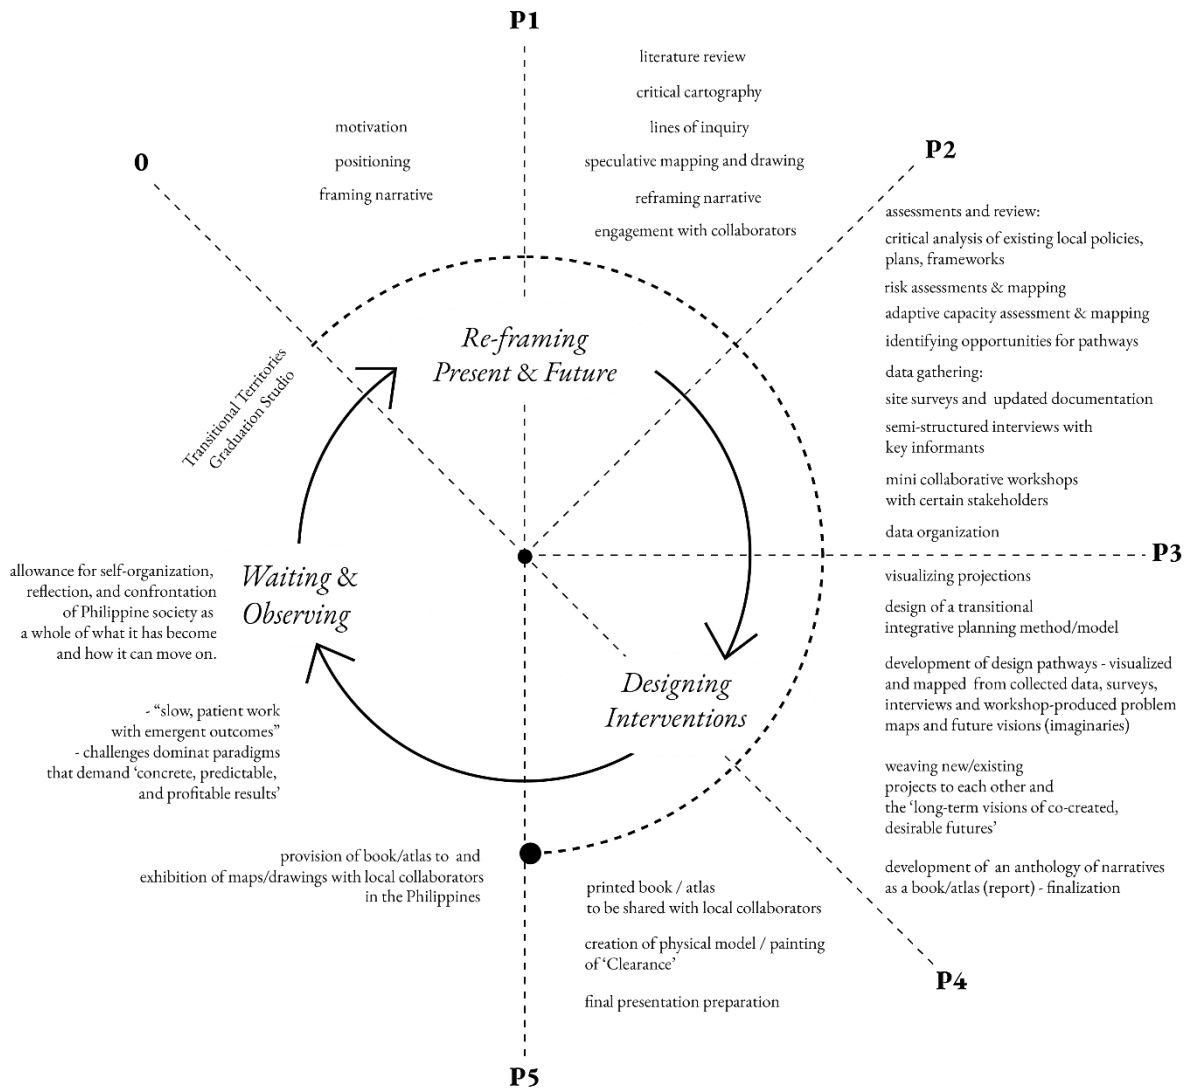 P1
literature review
critical cartography
lines of inquiry
speculative mapping and drawing
reframing narrative
engagement with collaborators
motivation
positioning
framing narrative
0
P2
assessments and review:
critical analysis of existing local policies,
plans, frameworks
risk assessments & mapping
adaptive capacity assessment & mapping
identifying opportunities for pathways
data gathering:
site surveys and updated documentation
semi-structured interviews with
key informants
mini collaborative workshops
with certain stakeholders
data organization
Re-framing
Present & Future
Transitional Territories
Graduation Studio
P3
visualizing projections
design of a transitional
integrative planning method/model
development of design pathways - visualized
and mapped from collected data, surveys,
interviews and workshop-produced problem
maps and future visions (imaginaries)
weaving new/existing
projects to each other and
the ‘long-term visions of co-created,
desirable futures’
development of an anthology of narratives
as a book/atlas (report) - finalization
Waiting &
Observing
allowance for self-organization,
reflection, and confrontation
of Philippine society as
a whole of what it has become
and how it can move on.
- “slow, patient work
with emergent outcomes”
- challenges dominat paradigms
that demand ‘concrete, predictable,
and profitable results’
Designing
Interventions
provision of book/atlas to and
exhibition of maps/drawings with local collaborators
in the Philippines
printed book / atlas
to be shared with local collaborators
creation of physical model / painting
of ‘Clearance’
final presentation preparation
P4
P5